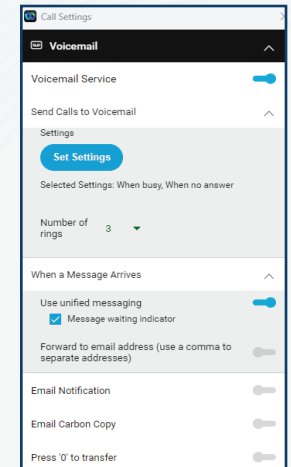 Call Settings
Voicemail
Voicemail Service
Send Calls to Voicemail
Settings
Set Settings
Selected Settings: When busy, When no answer
Number of
rings
3
When a Message Arrives
Use unified messaging
Message waiting indicator
Forward to email address (use a comma to
separate addresses)
Email Notification
Email Carbon Copy
Press '0' to transfer